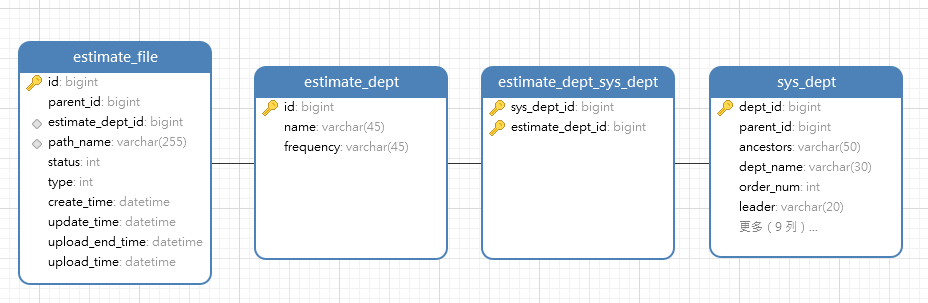 estimate_file
id: bigint
parent_id: bigint
estimate_dept_id: bigint
path_name: varchar(255)
status: int
type: int
create_time: datetime
update_time: datetime
upload_end_time: datetime
upload_time: datetime
estimate_dept
id: bigint
name: varchar(45)
frequency: varchar(45)
estimate_dept_sys_dept
sys_dept_id: bigint
estimate_dept_id: bigint
sys_dept
dept_id: bigint
parent_id: bigint
ancestors: varchar(50)
dept_name: varchar(30)
order_num: int
leader: varchar(20)
更多 ( 9 列 ) ...